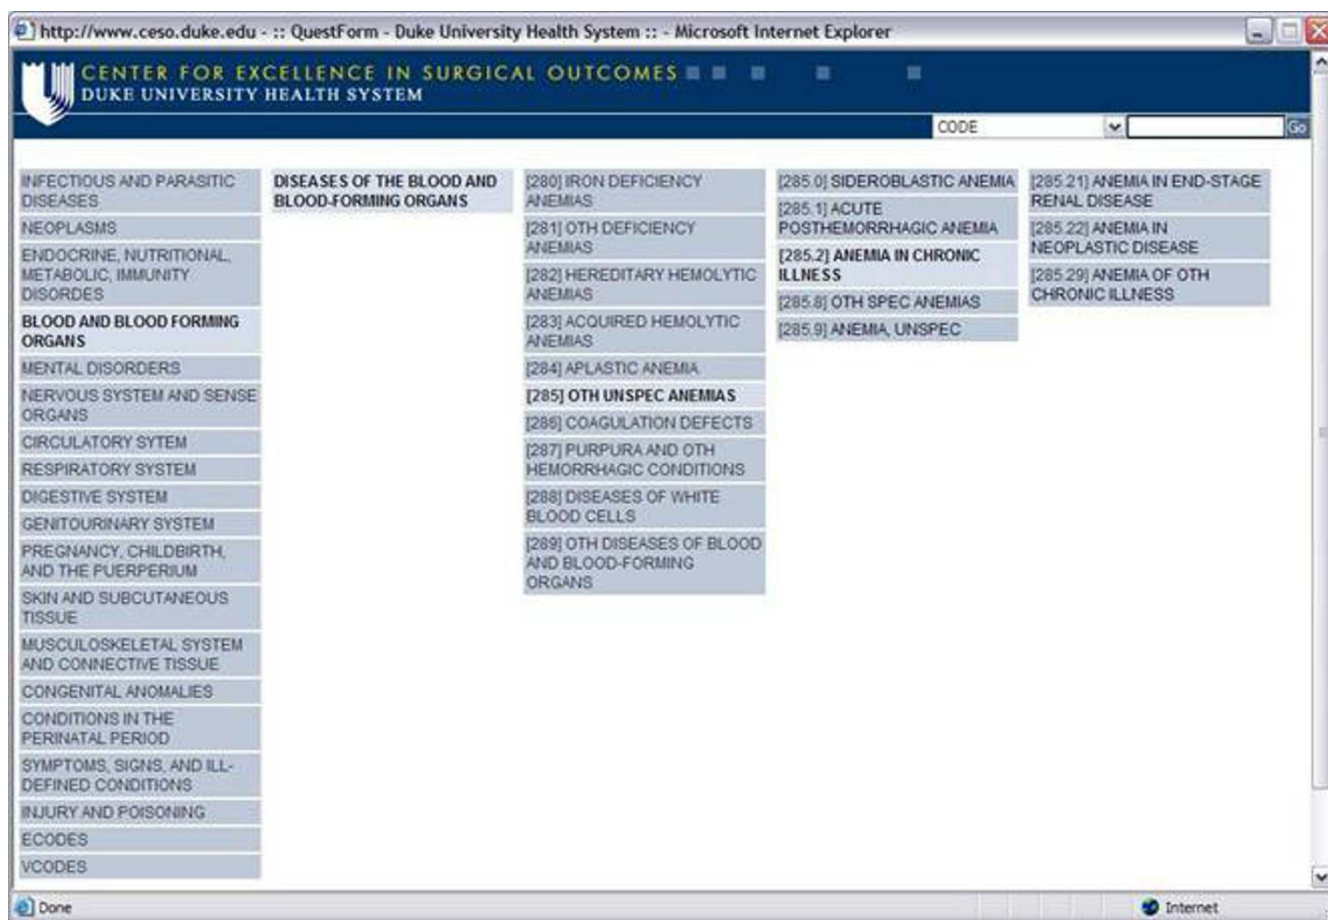 http://www.ceso.duke.edu - :: QuestForm - Duke University Health System :: - Microsoft Internet Explorer
CENTER FOR EXCELLENCE IN SURGICAL OUTCOMES
DUKE UNIVERSITY HEALTH SYSTEM
CODE
Go
INFECTIOUS AND PARASITIC
DISEASES
NEOPLASMS
ENDOCRINE, NUTRITIONAL,
METABOLIC, IMMUNITY
DISORDES
BLOOD AND BLOOD FORMING
ORGANS
MENTAL DISORDERS
NERVOUS SYSTEM AND SENSE
ORGANS
CIRCULATORY SYTEM
RESPIRATORY SYSTEM
DIGESTIVE SYSTEM
GENITOURINARY SYSTEM
PREGNANCY, CHILDBIRTH,
AND THE PUERPERIUM
SKIN AND SUBCUTANEOUS
TISSUE
MUSCULOSKELETAL SYSTEM
AND CONNECTIVE TISSUE
CONGENITAL ANOMALIES
CONDITIONS IN THE
PERINATAL PERIOD
SYMPTOMS, SIGNS, AND ILL-
DEFINED CONDITIONS
INJURY AND POISONING
ECODES
VCODES
DISEASES OF THE BLOOD AND
BLOOD-FORMING ORGANS
[280] IRON DEFICIENCY
ANEMIAS
[281] OTH DEFICIENCY
ANEMIAS
[282] HEREDITARY HEMOLYTIC
ANEMIAS
[283] ACQUIRED HEMOLYTIC
ANEMIAS
[284] APLASTIC ANEMIA
[285] OTH UNSPEC ANEMIAS
[286] COAGULATION DEFECTS
[287] PURPURA AND OTH
HEMORRHAGIC CONDITIONS
[288] DISEASES OF WHITE
BLOOD CELLS
[289] OTH DISEASES OF BLOOD
AND BLOOD-FORMING
ORGANS
[285.0] SIDEROBLASTIC ANEMIA
[285.1] ACUTE
POSTHEMORRHAGIC ANEMIA
[285.2] ANEMIA IN CHRONIC
ILLNESS
[285.8] OTH SPEC ANEMIAS
[285.9] ANEMIA, UNSPEC
[285.21] ANEMIA IN END-STAGE
RENAL DISEASE
[285.22] ANEMIA IN
NEOPLASTIC DISEASE
[285.29] ANEMIA OF OTH
CHRONIC ILLNESS
Done
Internet